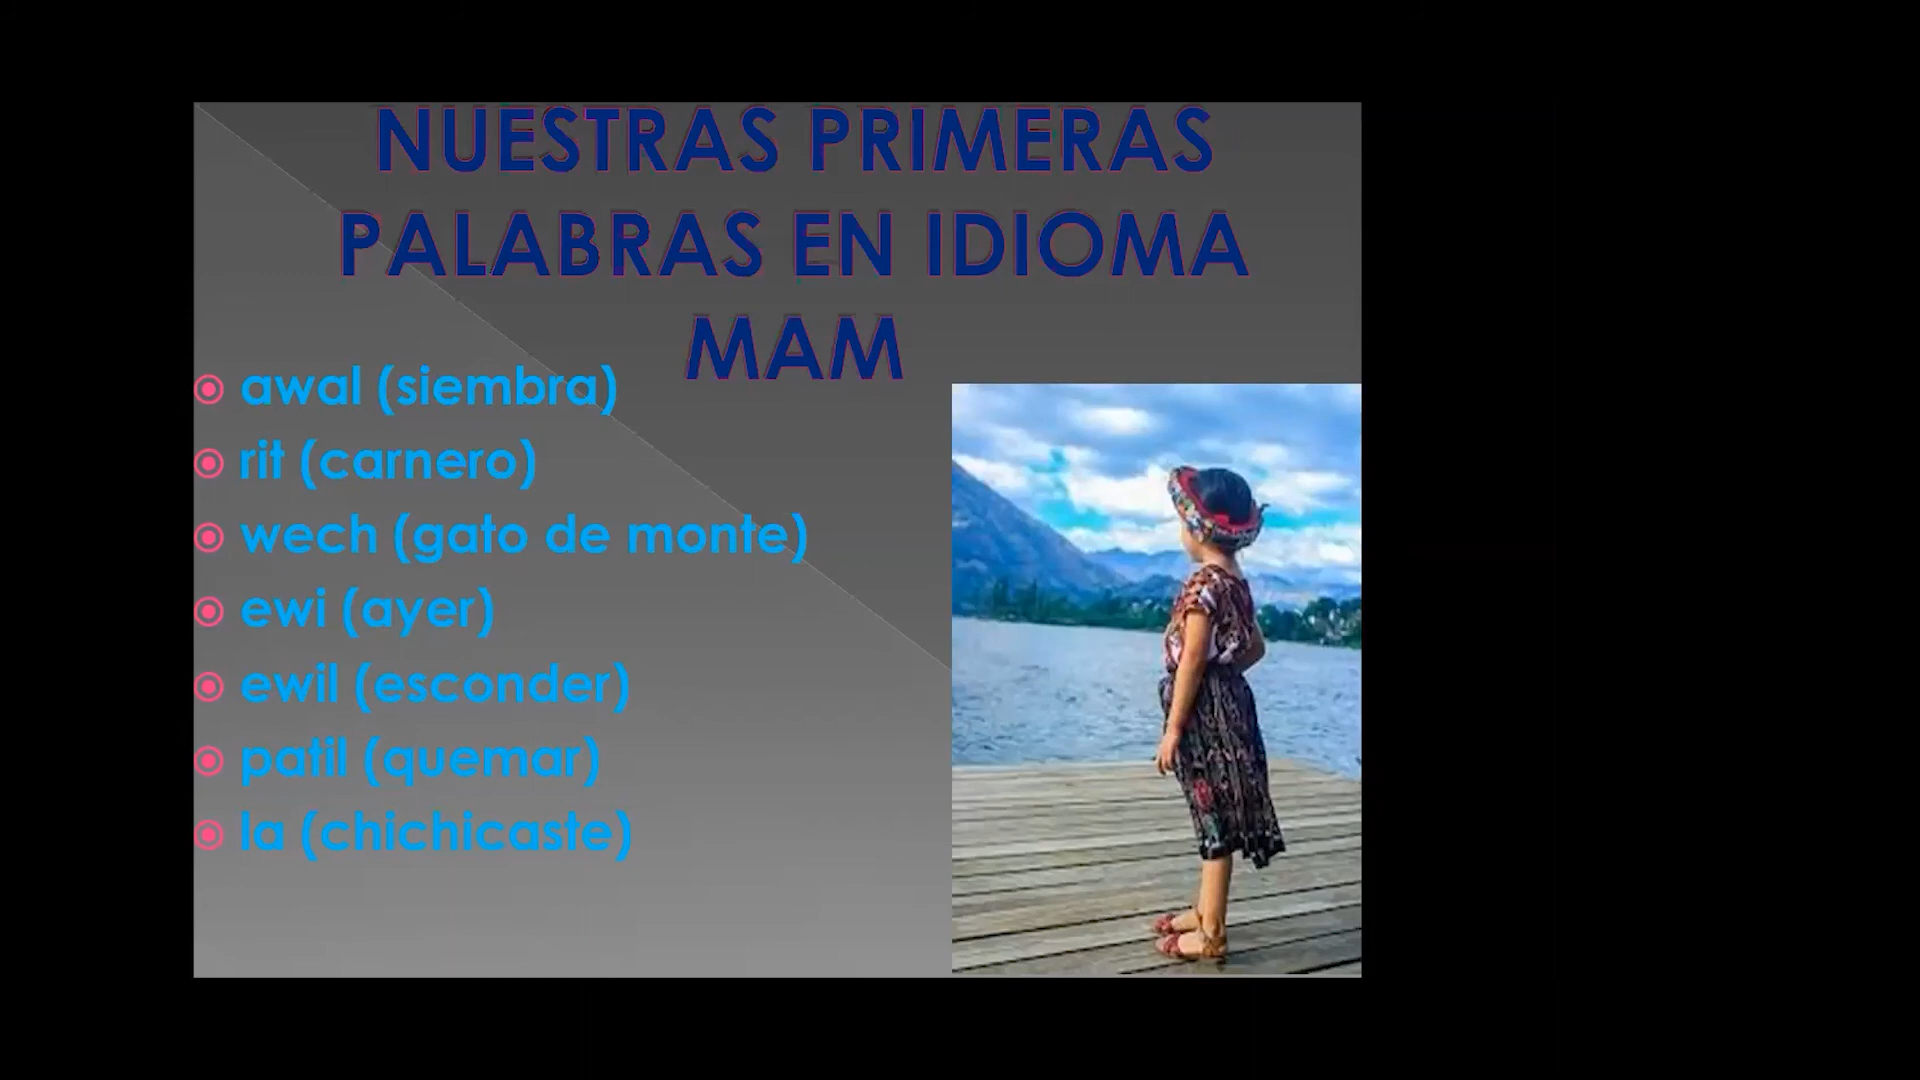 NUESTRAS PRIMERAS
PALABRAS EN IDIOMA
MAM
awal (siembra)
rit (carnero)
wech (gato de monte)
ewi (ayer)
ewil (esconder)
patil (quemar)
la (chichicaste)